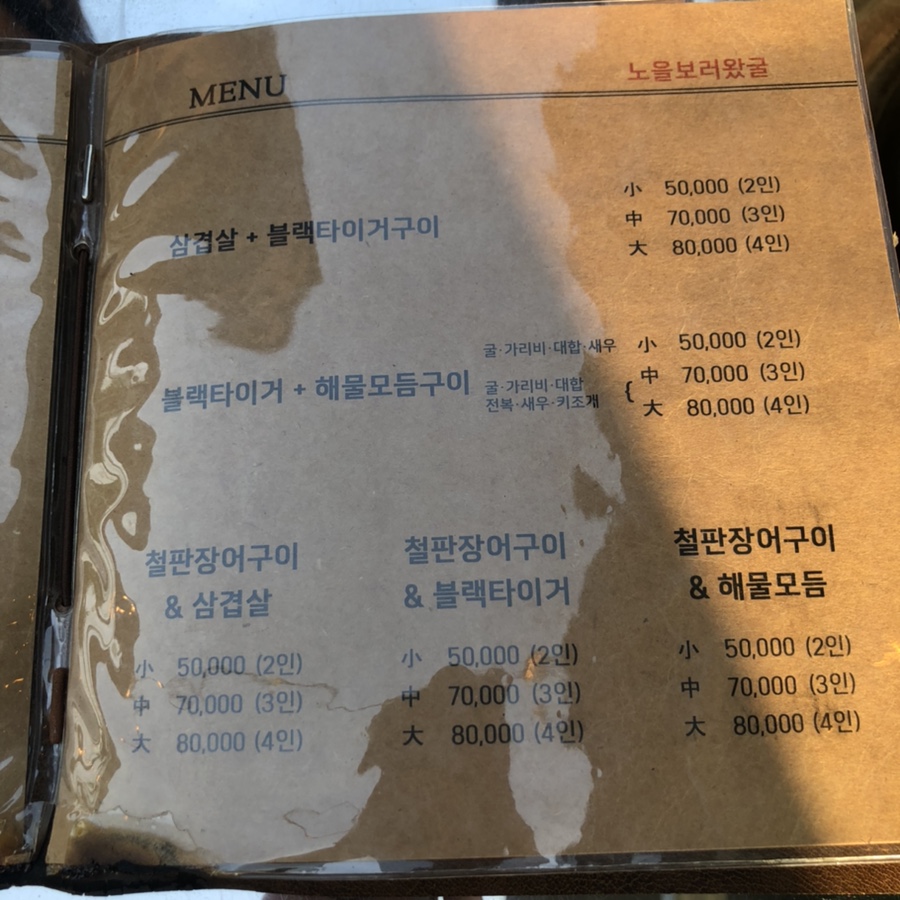 MENU
노을보러왔굴
삼겹살 + 블랙타이거구이
小 50,000 (2인)
中 70,000 (3인)
大 80,000 (4인)
블랙타이거 + 해물모듬구이
굴·가리비·대합·새우
굴·가리비·대합
전복·새우·키조개
{
小 50,000 (2인)
中 70,000 (3인)
大 80,000 (4인)
철판장어구이
& 삼겹살
小 50,000 (2인)
中 70,000 (3인)
大 80,000 (4인)
철판장어구이
& 블랙타이거
小 50,000 (2인)
中 70,000 (3인)
大 80,000 (4인)
철판장어구이
& 해물모듬
小 50,000 (2인)
中 70,000 (3인)
大 80,000 (4인)